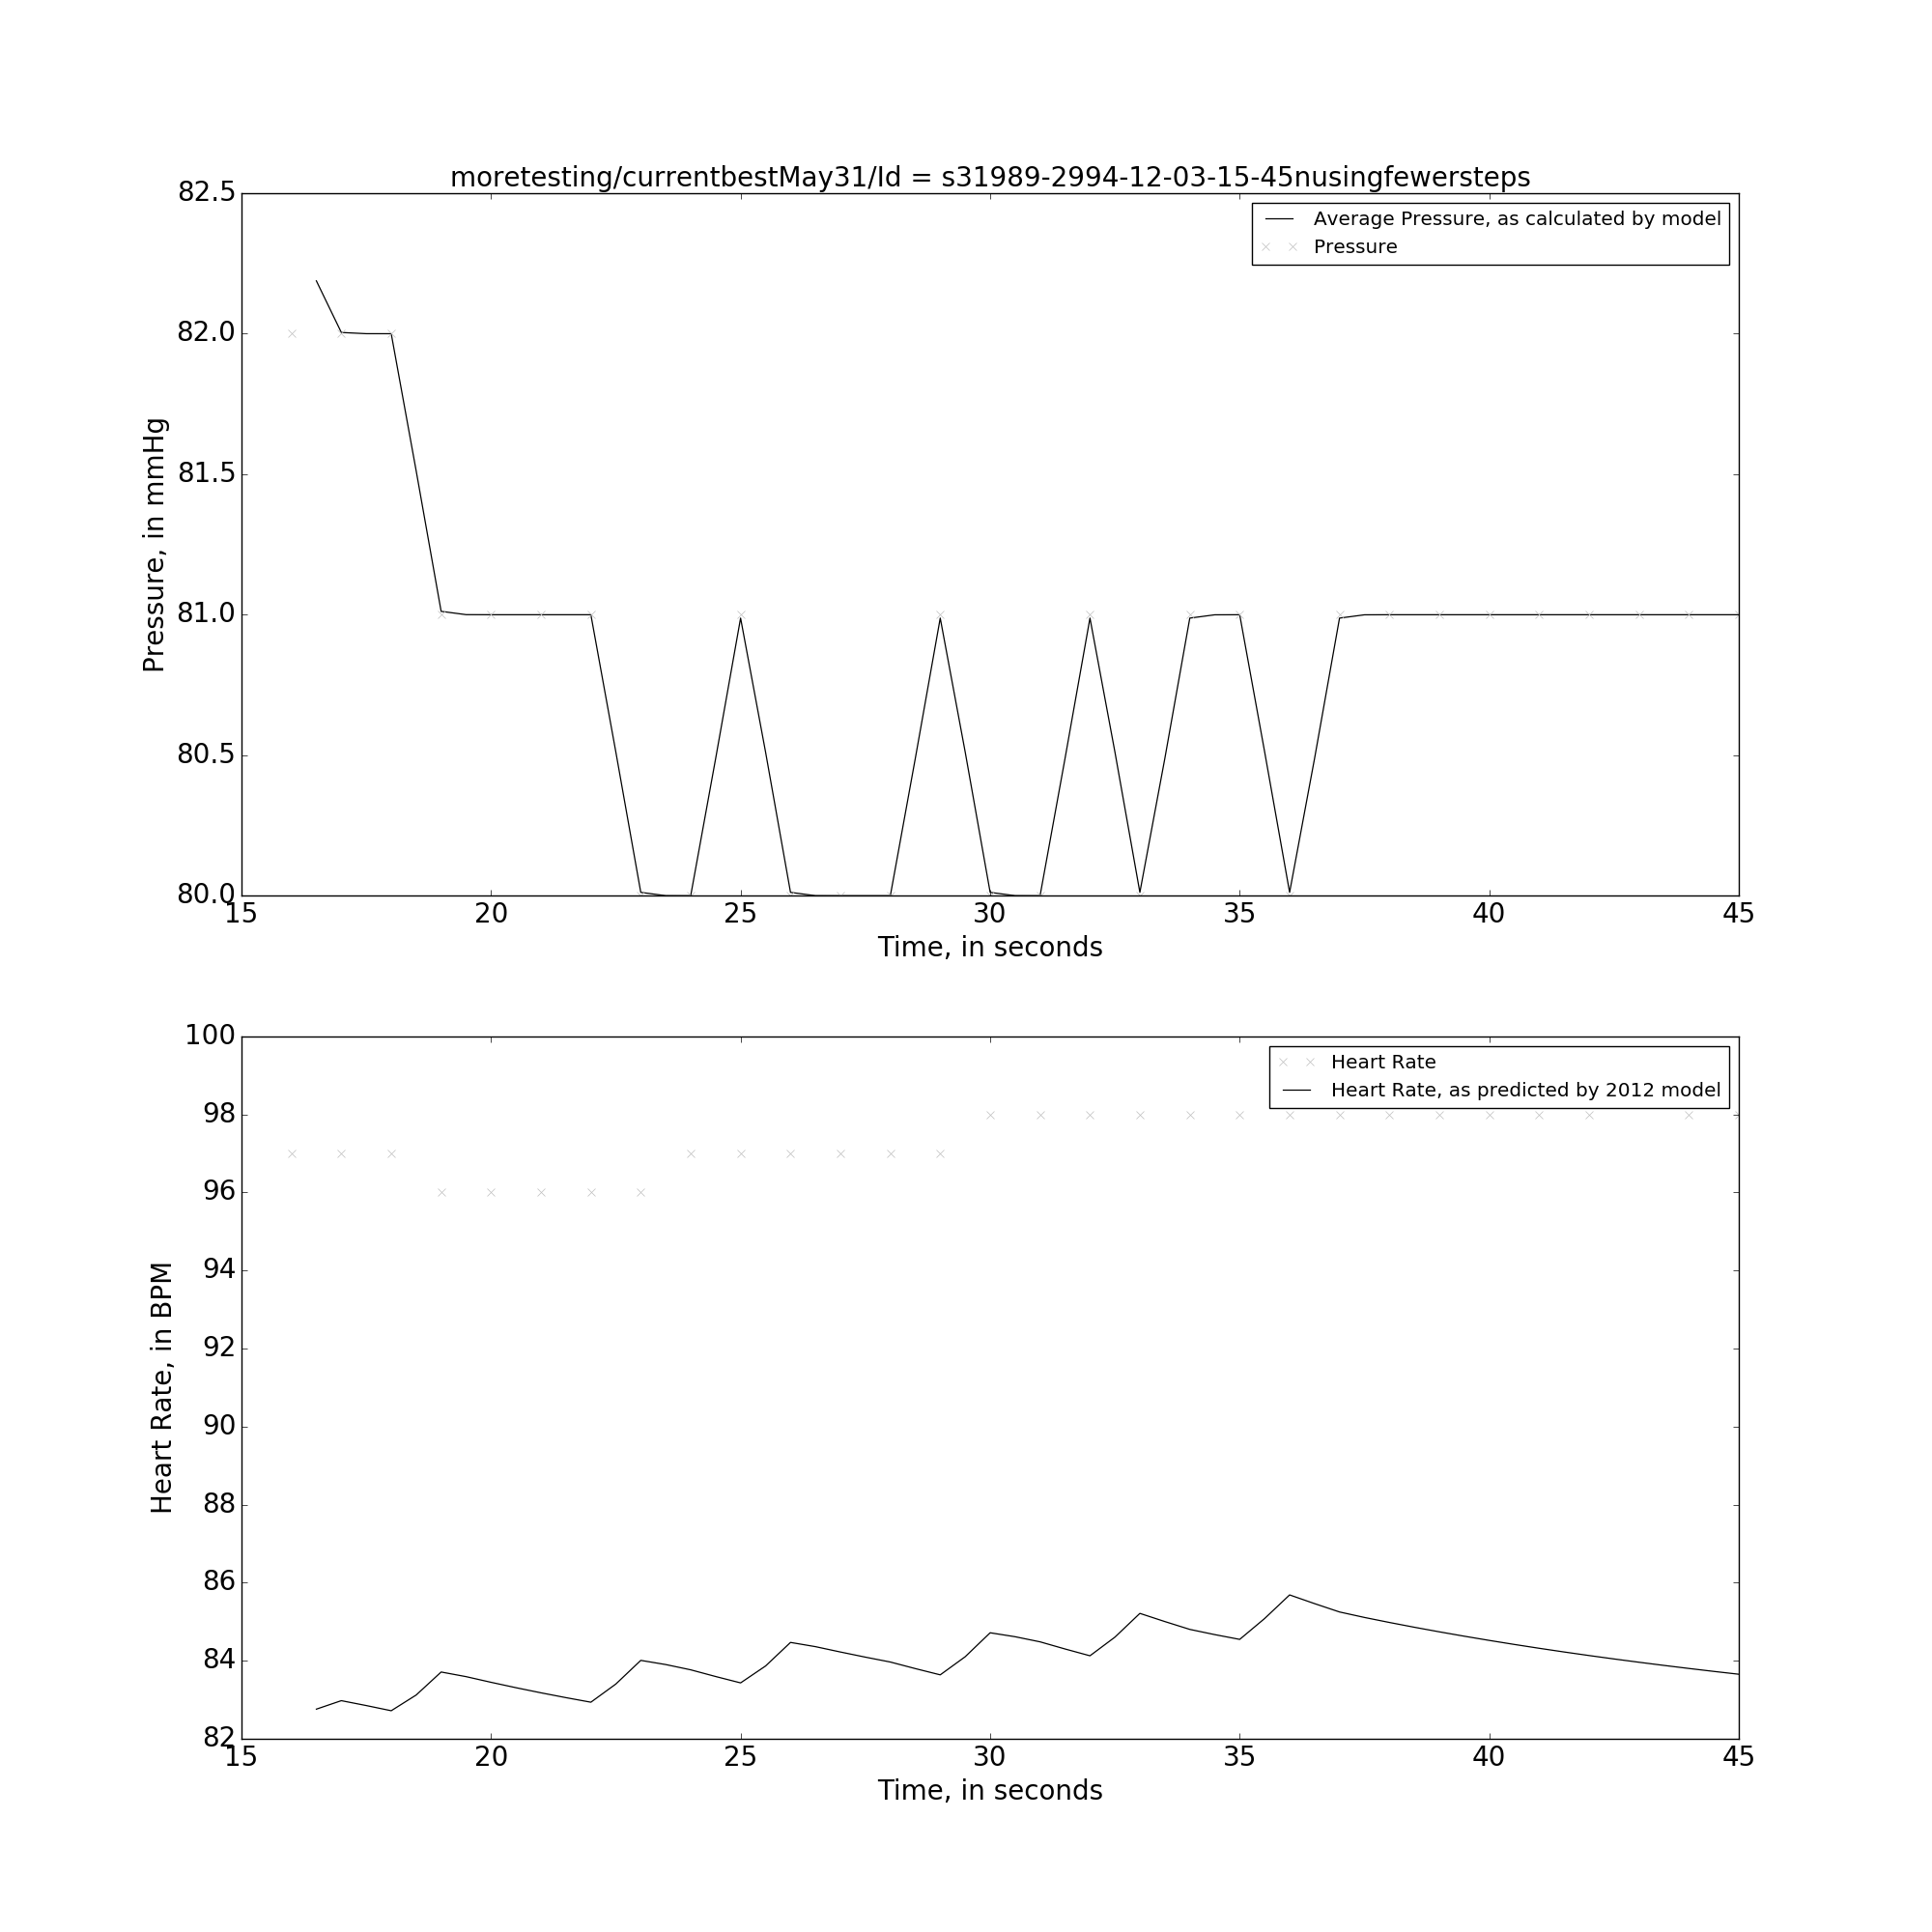 moretesting/currentbestMay31/Id = s31989-2994-12-03-15-45nusingfewersteps
82.5
82.0
81.5
81.0
80.5
80.0
Pressure, in mmHg
Average Pressure, as calculated by model
Pressure
15 20 25 30 35 40 45
Time, in seconds
100
98
96
94
92
90
88
86
84
82
Heart Rate, in BPM
Heart Rate
Heart Rate, as predicted by 2012 model
15 20 25 30 35 40 45
Time, in seconds